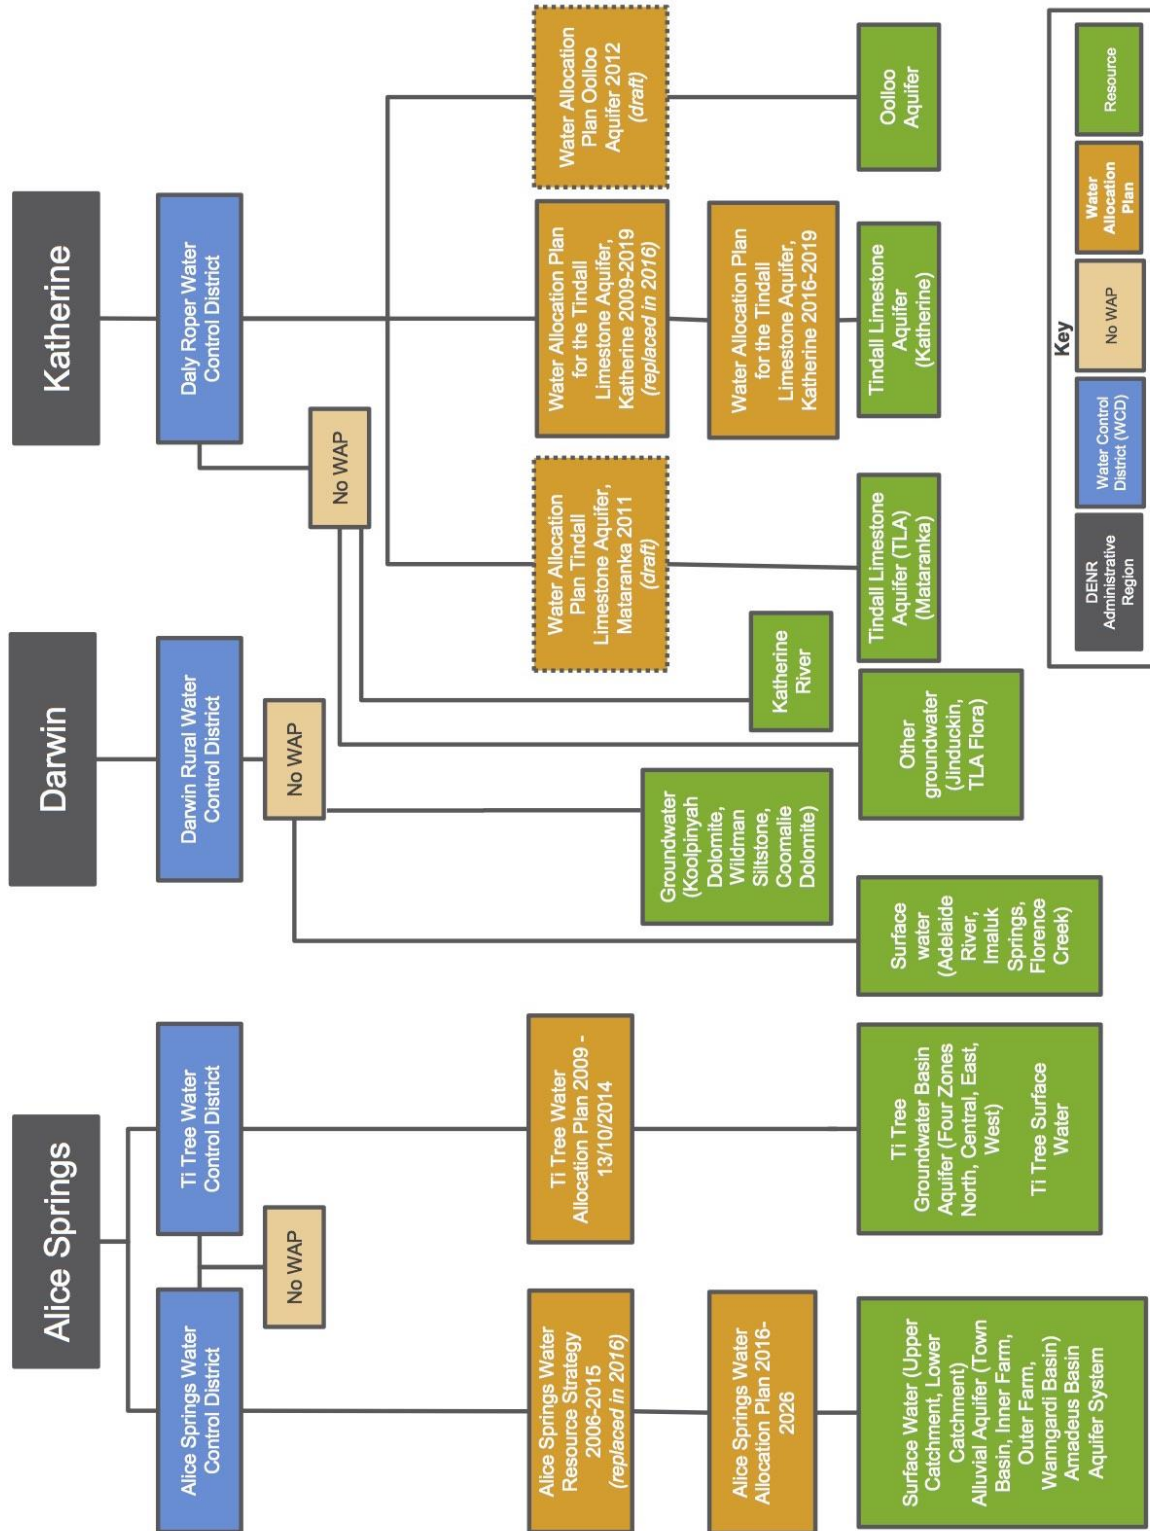 Alice Springs
Darwin
Katherine
Alice Springs Water
Control District
Ti Tree Water
Control District
Darwin Rural Water
Control District
Daly Roper Water
Control District
No WAP
No WAP
No WAP
Alice Springs Water
Resource Strategy
2006-2015
(replaced in 2016)
Ti Tree Water
Allocation Plan 2009 -
13/10/2014
Water Allocation
Plan Tindall
Limestone Aquifer,
Mataranka 2011
(draft)
Water Allocation Plan
for the Tindall
Limestone Aquifer,
Katherine 2009-2019
(replaced in 2016)
Water Allocation
Plan Oolloo
Aquifer 2012
(draft)
Alice Springs Water
Allocation Plan 2016-
2026
Groundwater
(Koolpinyah
Dolomite,
Wildman
Siltstone,
Coomalie
Dolomite)
Katherine
River
Water Allocation Plan
for the Tindall
Limestone Aquifer,
Katherine 2016-2019
Surface Water (Upper
Catchment, Lower
Catchment)
Alluvial Aquifer (Town
Basin, Inner Farm,
Outer Farm,
Wanngardi Basin)
Amadeus Basin
Aquifer System
Ti Tree
Groundwater Basin
Aquifer (Four Zones
North, Central, East,
West)
Ti Tree Surface
Water
Surface
water
(Adelaide
River,
Imaluk
Springs,
Florence
Creek)
Other
groundwater
(Jinduckin,
TLA Flora)
Tindall Limestone
Aquifer (TLA)
(Mataranka)
Tindall Limestone
Aquifer
(Katherine)
Oolloo
Aquifer
Key
DENR
Administrative
Region
Water Control
District (WCD)
No WAP
Water
Allocation
Plan
Resource